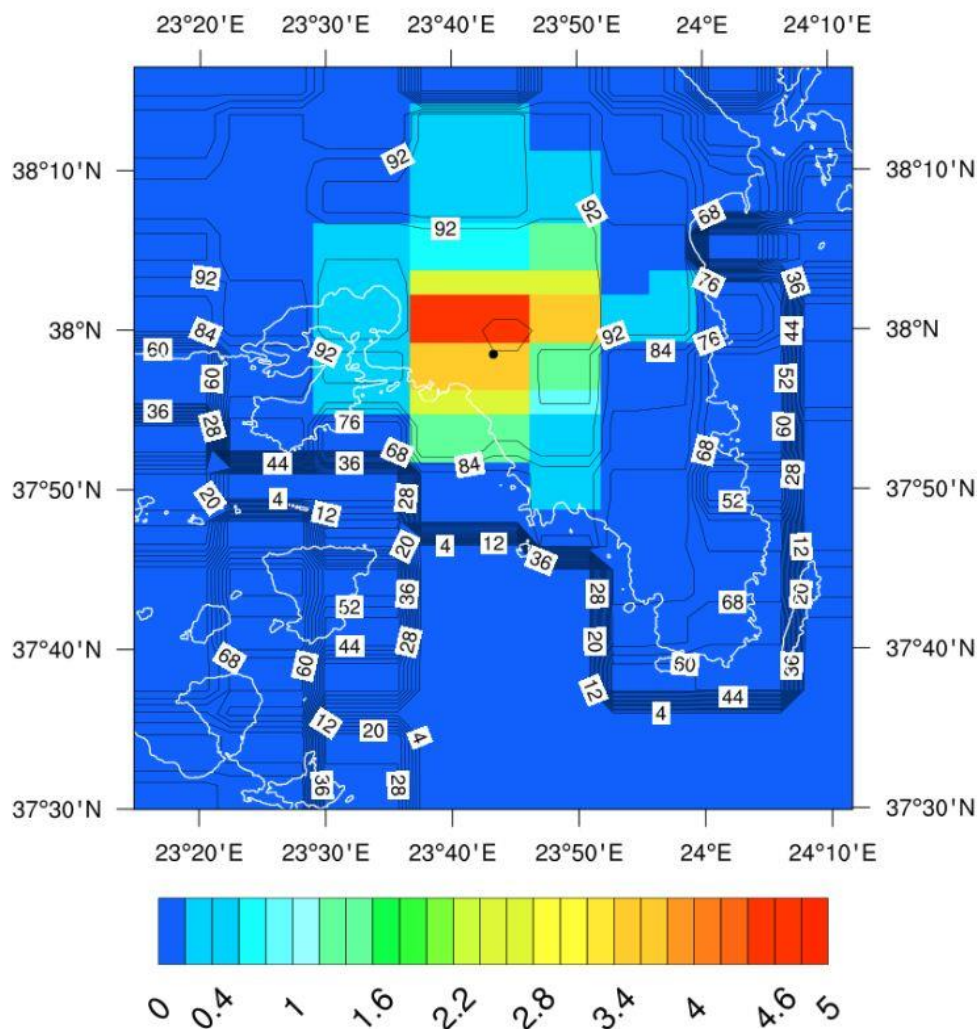 23°20'E 23°30'E 23°40'E 23°50'E 24°E 24°10'E
92
38°10'N 38°10'N
92 68
92
92 76 36
38°N 84 92 76 44 38°N
60 92 84
60 52
36 28 76 68 60
44 36 68 84 28
37°50'N 20 4 12 28 52 37°50'N
20 4 12 36 12
52 36 28 68 20
37°40'N 68 60 44 28 20 60 36 37°40'N
12 44
12 20 4 4
36 28
37°30'N 37°30'N
23°20'E 23°30'E 23°40'E 23°50'E 24°E 24°10'E
0 0.4 1 1.6 2.2 2.8 3.4 4 4.6 5